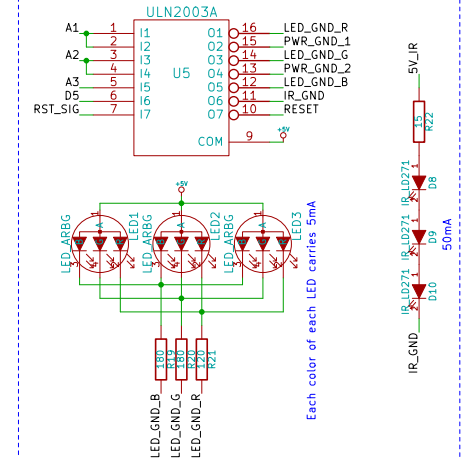 ULN2003A
A1 1 I1 O1 16 LED_GND_R
2 I2 O2 15 PWR_GND_1
A2 3 I3 O3 14 LED_GND_G
4 I4 O4 13 PWR_GND_2
U5
A3 5 I5 O5 12 LED_GND_B
D5 6 I6 O6 11 IR_GND
RST_SIG 7 I7 O7 10 RESET
COM 9 +5V
+5V
LED_ARBG LED1
LED_ARBG LED2
LED_ARBG LED3
180 R19
180 R20
120 R21
LED_GND_B
LED_GND_G
LED_GND_R
Each color of each LED carries 5mA
5V_IR
15 R22
IR_LD271 D8
IR_LD271 D9
IR_LD271 D10
50mA
IR_GND